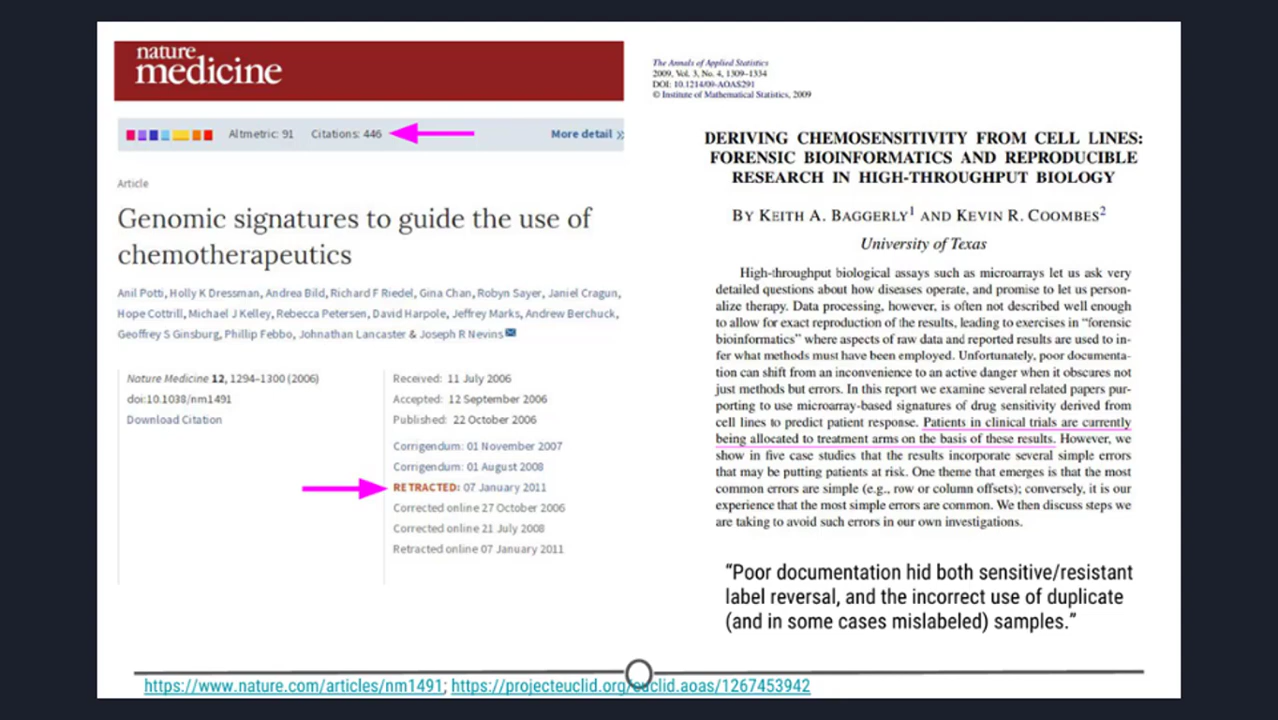 nature
medicine
Altmetric: 91 Citations: 446 More detail »
Article
Genomic signatures to guide the use of
chemotherapeutics
Anil Potti, Holly K Dressman, Andrea Bild, Richard F Riedel, Gina Chan, Robyn Sayer, Janiel Cragun,
Hope Cottrill, Michael J Kelley, Rebecca Petersen, David Harpole, Jeffrey Marks, Andrew Berchuck,
Geoffrey S Ginsburg, Phillip Febbo, Johnathan Lancaster & Joseph R Nevins
Nature Medicine 12, 1294–1300 (2006)
doi:10.1038/nm1491
Download Citation
Received: 11 July 2006
Accepted: 12 September 2006
Published: 22 October 2006
Corrigendum: 01 November 2007
Corrigendum: 01 August 2008
RETRACTED: 07 January 2011
Corrected online 27 October 2006
Corrected online 21 July 2008
Retracted online 07 January 2011
The Annals of Applied Statistics
2009, Vol. 3, No. 4, 1309–1334
DOI: 10.1214/09-AOAS291
© Institute of Mathematical Statistics, 2009
DERIVING CHEMOSENSITIVITY FROM CELL LINES:
FORENSIC BIOINFORMATICS AND REPRODUCIBLE
RESEARCH IN HIGH-THROUGHPUT BIOLOGY
BY KEITH A. BAGGERLY1 AND KEVIN R. COOMBES2
University of Texas
High-throughput biological assays such as microarrays let us ask very
detailed questions about how diseases operate, and promise to let us person-
alize therapy. Data processing, however, is often not described well enough
to allow for exact reproduction of the results, leading to exercises in “forensic
bioinformatics” where aspects of raw data and reported results are used to in-
fer what methods must have been employed. Unfortunately, poor documenta-
tion can shift from an inconvenience to an active danger when it obscures not
just methods but errors. In this report we examine several related papers pur-
porting to use microarray-based signatures of drug sensitivity derived from
cell lines to predict patient response. Patients in clinical trials are currently
being allocated to treatment arms on the basis of these results. However, we
show in five case studies that the results incorporate several simple errors
that may be putting patients at risk. One theme that emerges is that the most
common errors are simple (e.g., row or column offsets); conversely, it is our
experience that the most simple errors are common. We then discuss steps we
are taking to avoid such errors in our own investigations.
“Poor documentation hid both sensitive/resistant
label reversal, and the incorrect use of duplicate
(and in some cases mislabeled) samples.”
https://www.nature.com/articles/nm1491; https://projecteuclid.org/euclid.aoas/1267453942